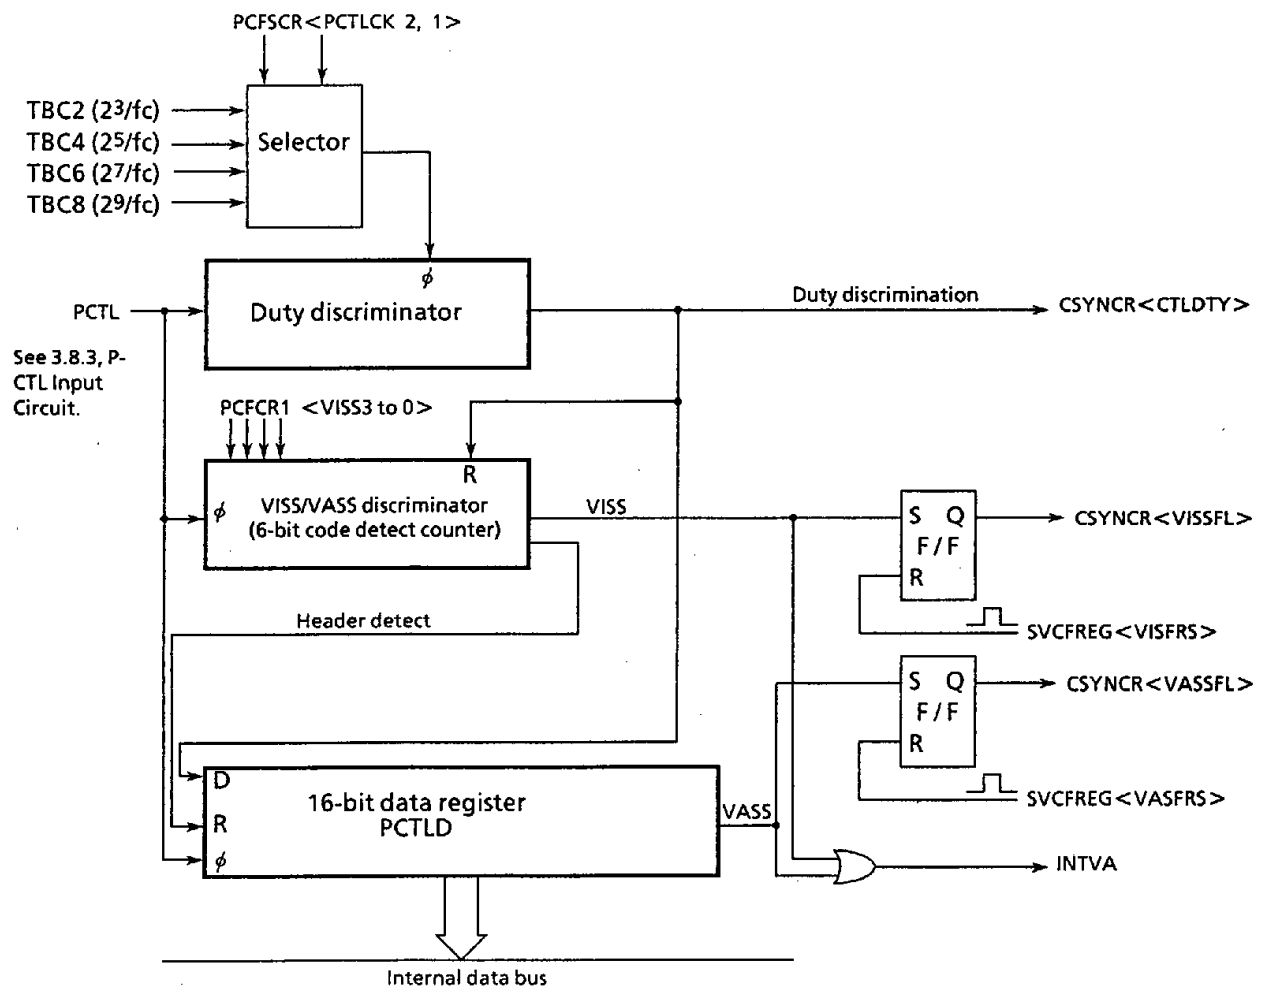 PCFSCR<PCTLCK 2, 1>
TBC2 (2³/fc)
TBC4 (2⁵/fc)
TBC6 (2⁷/fc)
TBC8 (2⁹/fc)
Selector
ϕ
Duty discriminator
PCTL
Duty discrimination
CSYNCR<CTLDTY>
See 3.8.3, P-
CTL Input
Circuit.
PCFCR1 <VISS3 to 0>
R
ϕ
VISS/VASS discriminator
(6-bit code detect counter)
VISS
S Q
F/F
R
CSYNCR<VISSFL>
Header detect
SVCFREG<VISFRS>
S Q
F/F
R
CSYNCR<VASSFL>
D
R
ϕ
16-bit data register
PCTLD
VASS
SVCFREG<VASFRS>
INTVA
Internal data bus